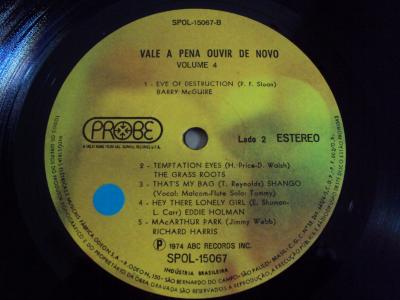 SPOL-15067-B
VALE A PENA OUVIR DE NOVO
VOLUME 4
1 - EVE OF DESTRUCTION (P. F. Sloan)
BARRY McGUIRE
PROBE
Lado 2 ESTEREO
2 - TEMPTATION EYES (H. Price-D. Walsh)
THE GRASS ROOTS
3 - THAT'S MY BAG (T. Reynolds) SHANGO
(Vocal: Malcom-Flute Solo: Tommy)
4 - HEY THERE LONELY GIRL (E. Shuman-
L. Carr) EDDIE HOLMAN
5 - MacARTHUR PARK (Jimmy Webb)
RICHARD HARRIS
℗ 1974 ABC RECORDS INC.
SPOL-15067
INDÚSTRIA BRASILEIRA